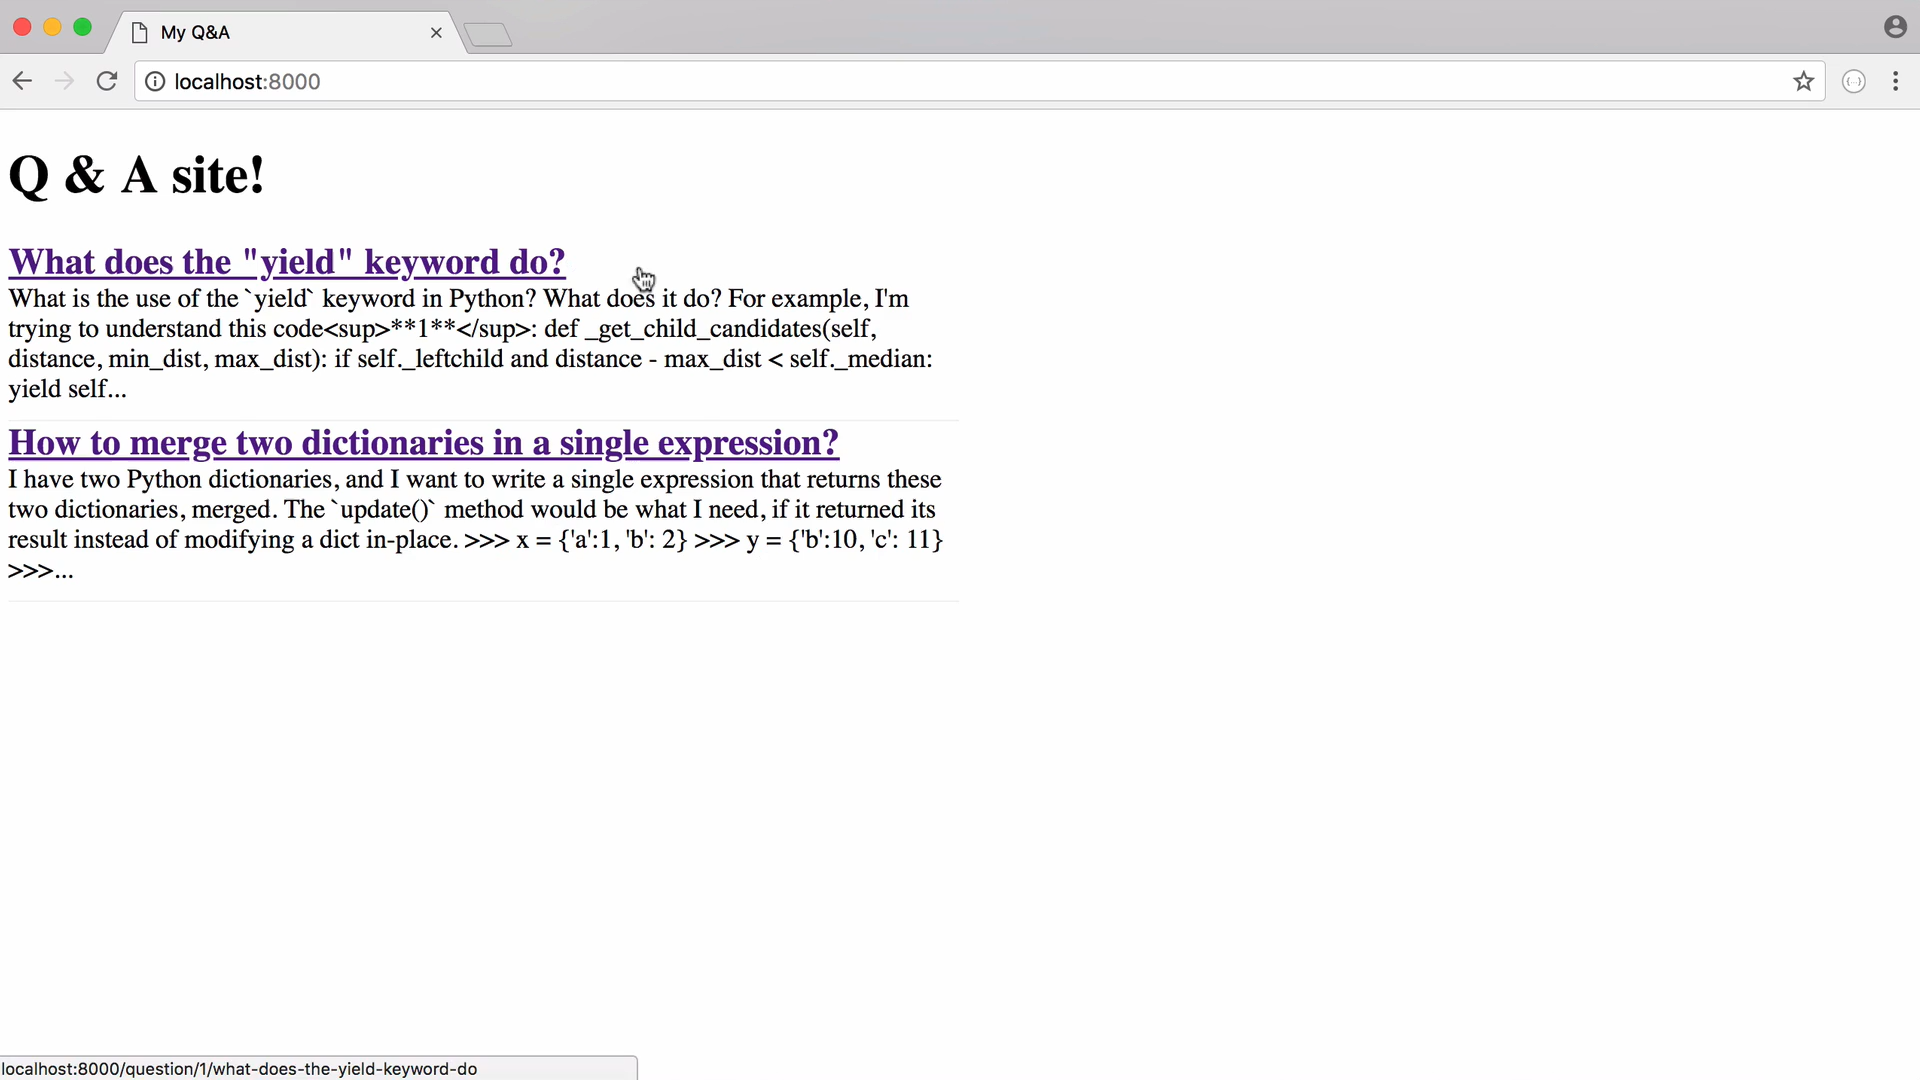 My Q&A
localhost:8000
Q & A site!
What does the "yield" keyword do?
What is the use of the `yield` keyword in Python? What does it do? For example, I'm
trying to understand this code<sup>**1**</sup>: def _get_child_candidates(self,
distance, min_dist, max_dist): if self._leftchild and distance - max_dist < self._median:
yield self...
How to merge two dictionaries in a single expression?
I have two Python dictionaries, and I want to write a single expression that returns these
two dictionaries, merged. The `update()` method would be what I need, if it returned its
result instead of modifying a dict in-place. >>> x = {'a':1, 'b': 2} >>> y = {'b':10, 'c': 11}
>>>...
localhost:8000/question/1/what-does-the-yield-keyword-do